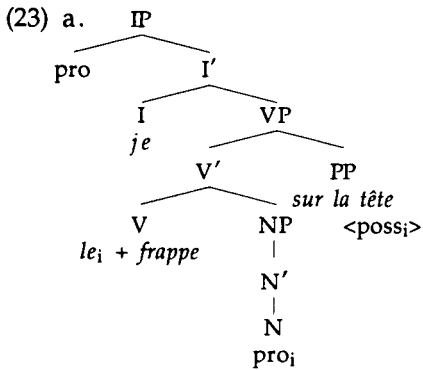 (23) a. IP
pro I′
I VP
je
V′ PP
sur la tête
V NP <possᵢ>
leᵢ + frappe
N′
N
proᵢ